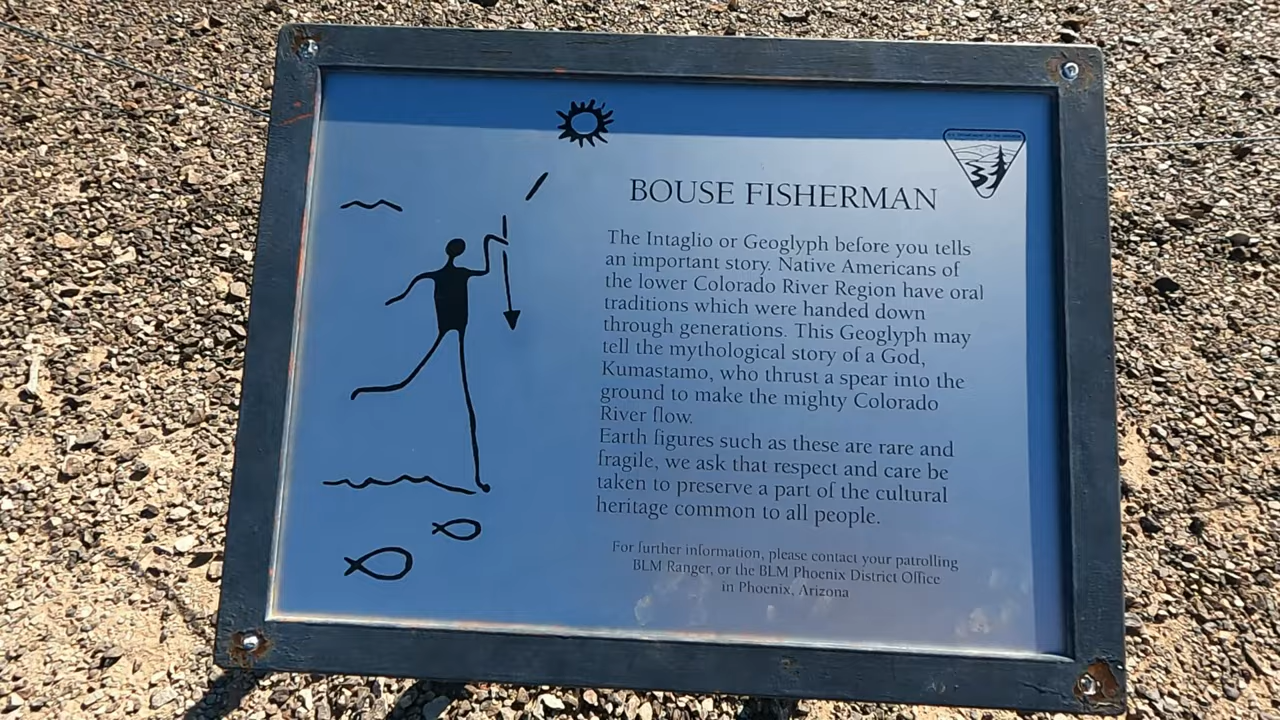 BOUSE FISHERMAN
The Intaglio or Geoglyph before you tells
an important story. Native Americans of
the lower Colorado River Region have oral
traditions which were handed down
through generations. This Geoglyph may
tell the mythological story of a God,
Kumastamo, who thrust a spear into the
ground to make the mighty Colorado
River flow.
Earth figures such as these are rare and
fragile, we ask that respect and care be
taken to preserve a part of the cultural
heritage common to all people.
For further information, please contact your patrolling
BLM Ranger, or the BLM Phoenix District Office
in Phoenix, Arizona